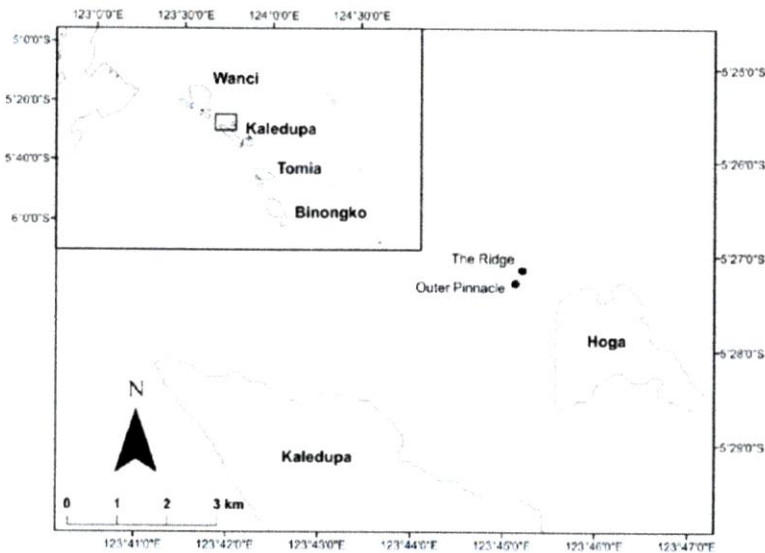 123°0'0"E 123°30'0"E 124°0'0"E 124°30'0"E
5°0'0"S
5°20'0"S
5°40'0"S
6°0'0"S
Wanci
Kaledupa
Tomia
Binongko
5°25'0"S
5°26'0"S
5°27'0"S
5°28'0"S
5°29'0"S
The Ridge
Outer Pinnacle
Hoga
N
Kaledupa
0 1 2 3 km
123°41'0"E 123°42'0"E 123°43'0"E 123°44'0"E 123°45'0"E 123°46'0"E 123°47'0"E